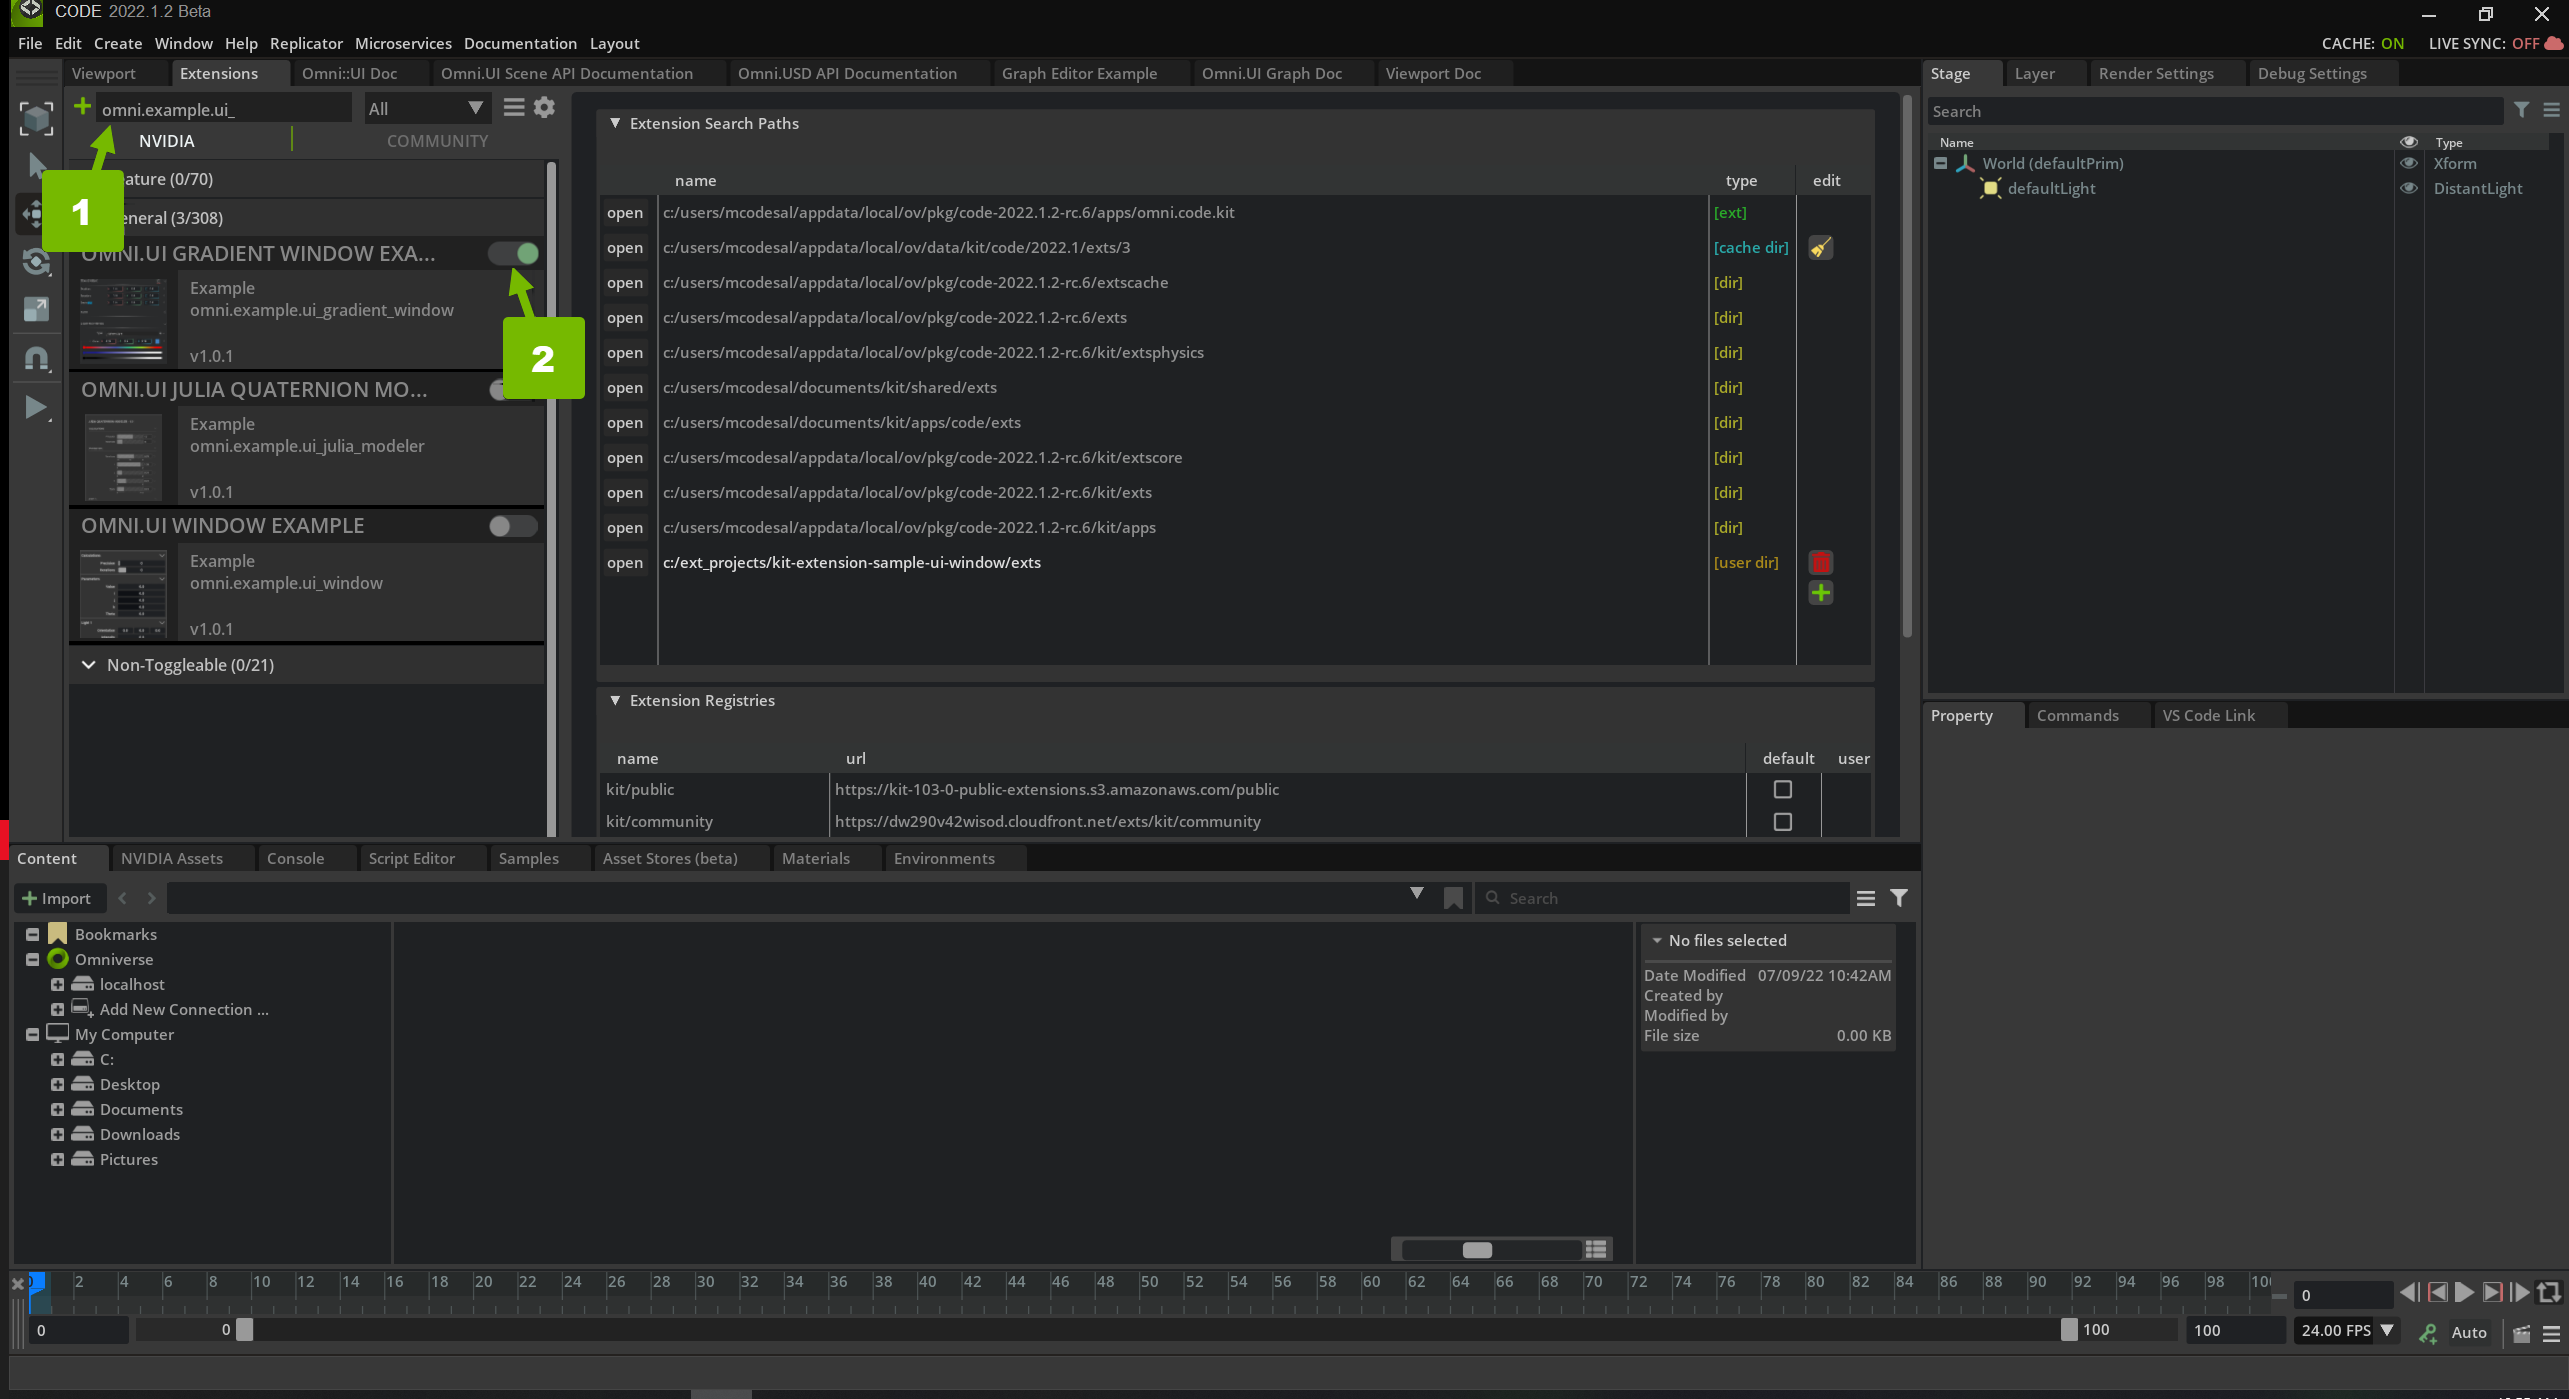 CODE 2022.1.2 Beta
File Edit Create Window Help Replicator Microservices Documentation Layout
CACHE: ON LIVE SYNC: OFF
Viewport Extensions Omni::UI Doc Omni.UI Scene API Documentation Omni.USD API Documentation Graph Editor Example Omni.UI Graph Doc Viewport Doc
omni.example.ui_ All
NVIDIA COMMUNITY
1
ature (0/70)
eneral (3/308)
OMNI.UI GRADIENT WINDOW EXA...
Example
omni.example.ui_gradient_window
v1.0.1
2
OMNI.UI JULIA QUATERNION MO...
Example
omni.example.ui_julia_modeler
v1.0.1
OMNI.UI WINDOW EXAMPLE
Example
omni.example.ui_window
v1.0.1
Non-Toggleable (0/21)
Extension Search Paths
name type edit
open c:/users/mcodesal/appdata/local/ov/pkg/code-2022.1.2-rc.6/apps/omni.code.kit [ext]
open c:/users/mcodesal/appdata/local/ov/data/kit/code/2022.1/exts/3 [cache dir]
open c:/users/mcodesal/appdata/local/ov/pkg/code-2022.1.2-rc.6/extscache [dir]
open c:/users/mcodesal/appdata/local/ov/pkg/code-2022.1.2-rc.6/exts [dir]
open c:/users/mcodesal/appdata/local/ov/pkg/code-2022.1.2-rc.6/kit/extsphysics [dir]
open c:/users/mcodesal/documents/kit/shared/exts [dir]
open c:/users/mcodesal/documents/kit/apps/code/exts [dir]
open c:/users/mcodesal/appdata/local/ov/pkg/code-2022.1.2-rc.6/kit/extscore [dir]
open c:/users/mcodesal/appdata/local/ov/pkg/code-2022.1.2-rc.6/kit/exts [dir]
open c:/users/mcodesal/appdata/local/ov/pkg/code-2022.1.2-rc.6/kit/apps [dir]
open c:/ext_projects/kit-extension-sample-ui-window/exts [user dir]
Extension Registries
name url default user
kit/public https://kit-103-0-public-extensions.s3.amazonaws.com/public
kit/community https://dw290v42wisod.cloudfront.net/exts/kit/community
Stage Layer Render Settings Debug Settings
Search
Name Type
World (defaultPrim) Xform
defaultLight DistantLight
Property Commands VS Code Link
Content NVIDIA Assets Console Script Editor Samples Asset Stores (beta) Materials Environments
Import Search
Bookmarks
Omniverse
localhost
Add New Connection ...
My Computer
C:
Desktop
Documents
Downloads
Pictures
No files selected
Date Modified 07/09/22 10:42AM
Created by
Modified by
File size 0.00 KB
0 2 4 6 8 10 12 14 16 18 20 22 24 26 28 30 32 34 36 38 40 42 44 46 48 50 52 54 56 58 60 62 64 66 68 70 72 74 76 78 80 82 84 86 88 90 92 94 96 98 100
0
0 0 100 100 24.00 FPS Auto